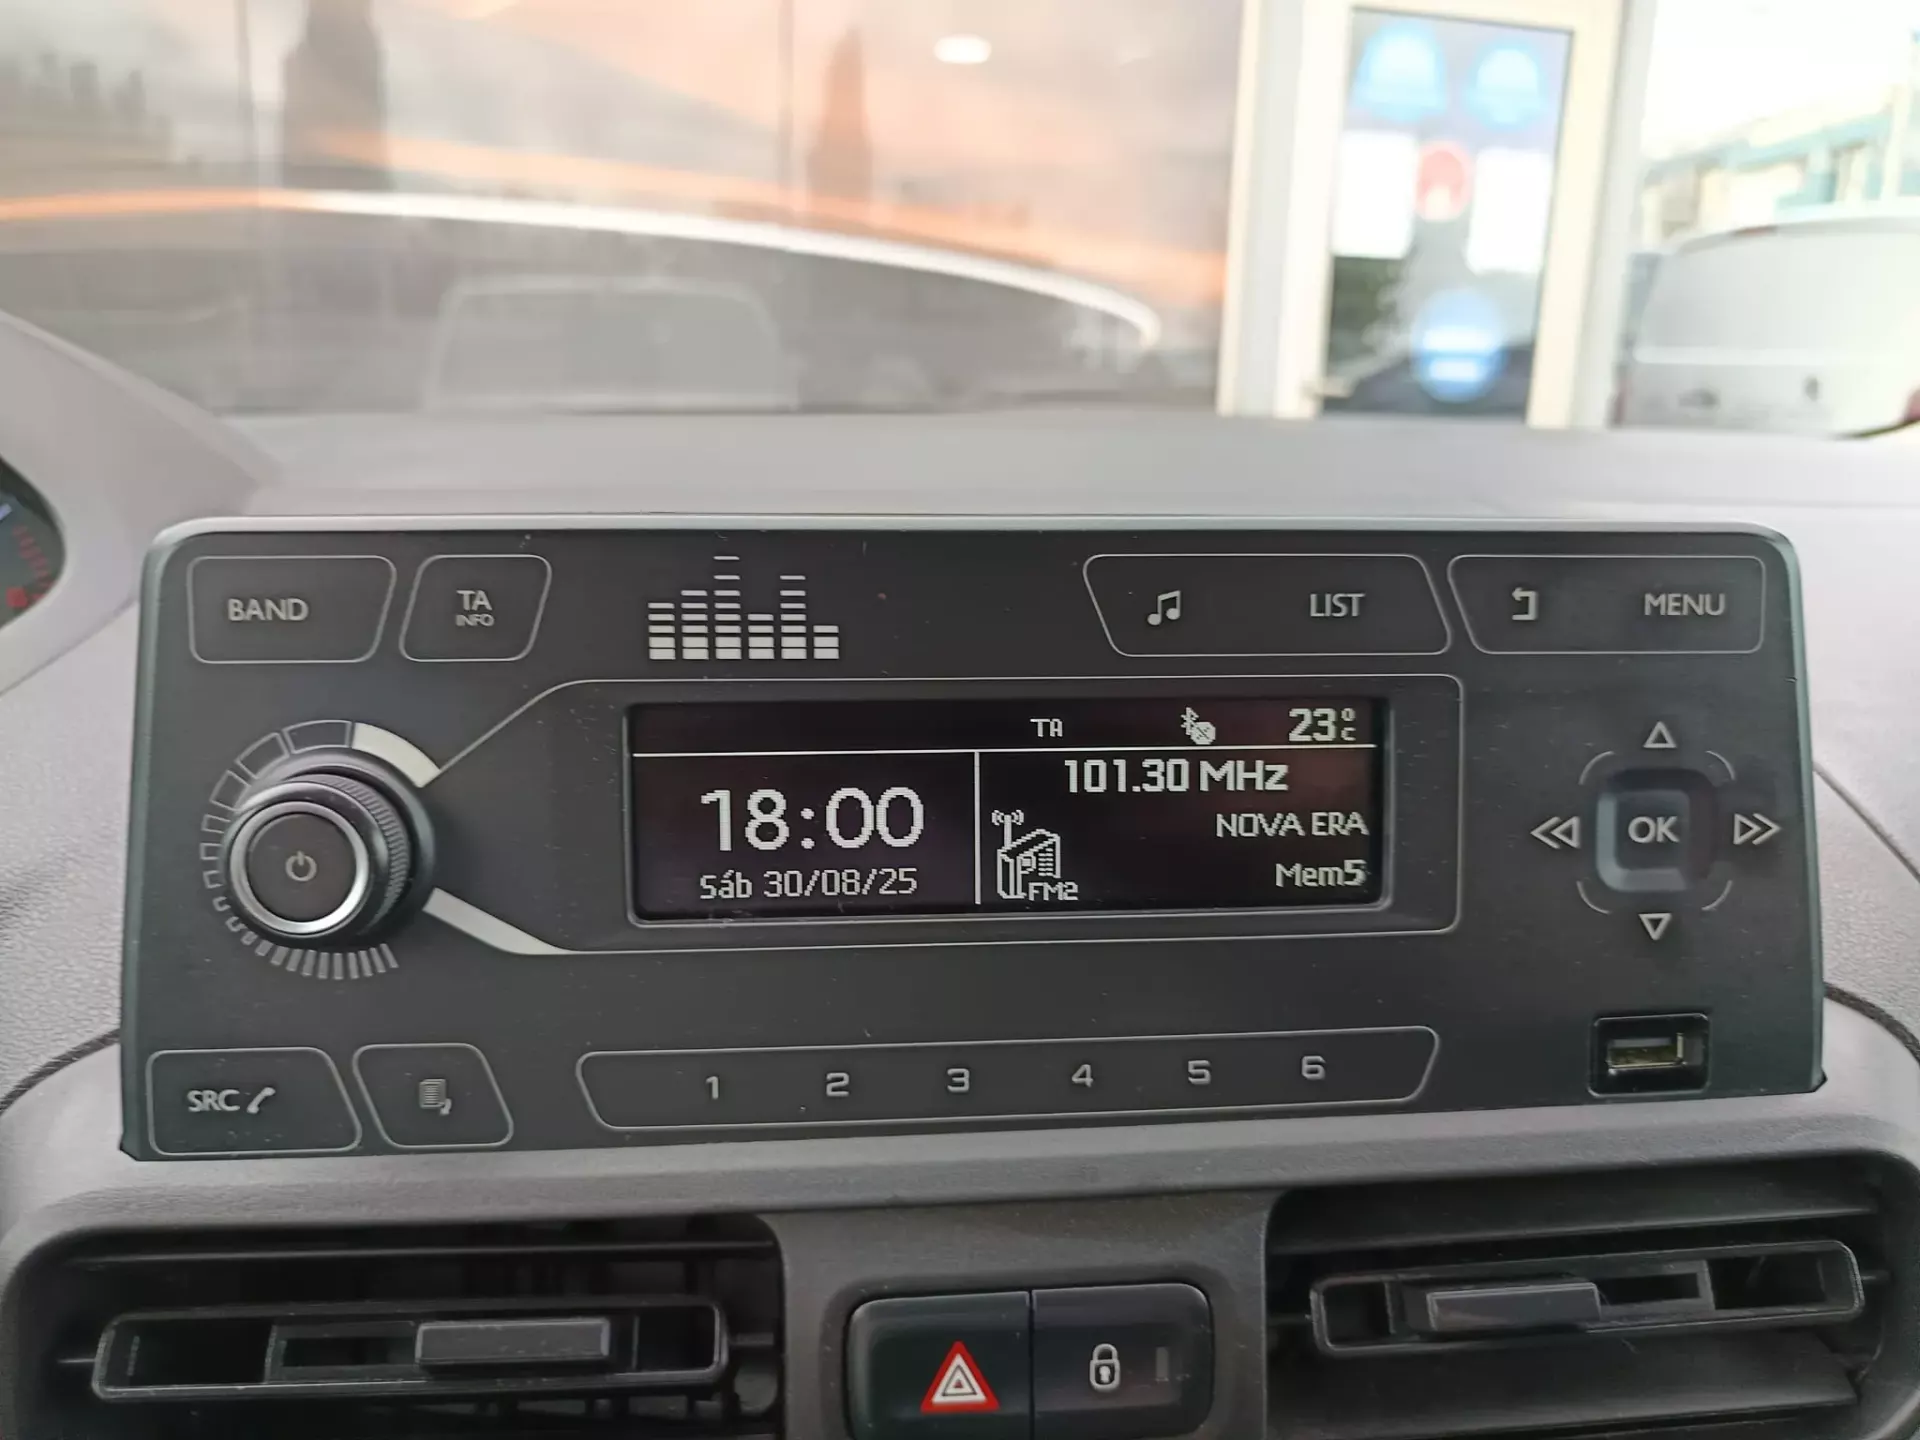 BAND
TA
INFO
LIST
MENU
TA
23°C
18:00
Sáb 30/08/25
101.30 MHz
NOVA ERA
FM2
Mem5
OK
SRC
1 2 3 4 5 6